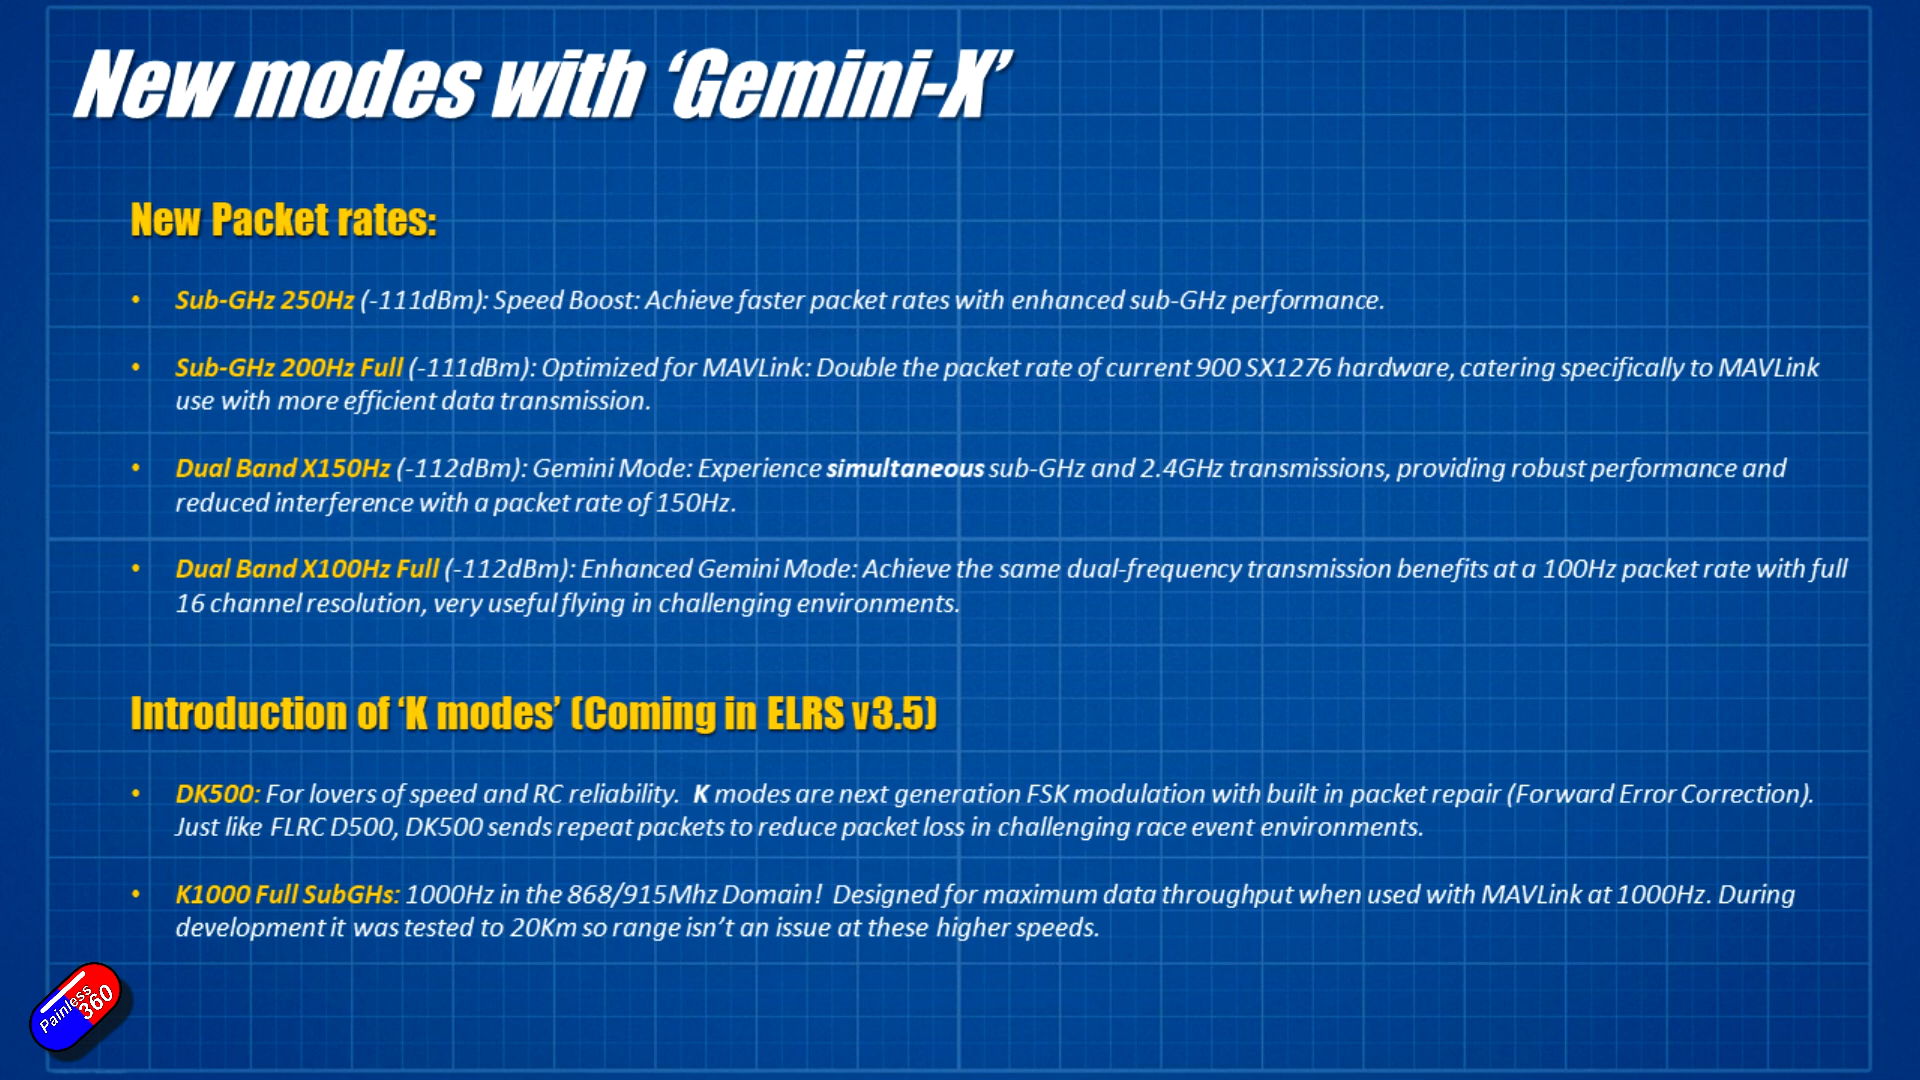 New modes with ‘Gemini-X’
New Packet rates:
• Sub-GHz 250Hz (-111dBm): Speed Boost: Achieve faster packet rates with enhanced sub-GHz performance.
• Sub-GHz 200Hz Full (-111dBm): Optimized for MAVLink: Double the packet rate of current 900 SX1276 hardware, catering specifically to MAVLink
use with more efficient data transmission.
• Dual Band X150Hz (-112dBm): Gemini Mode: Experience simultaneous sub-GHz and 2.4GHz transmissions, providing robust performance and
reduced interference with a packet rate of 150Hz.
• Dual Band X100Hz Full (-112dBm): Enhanced Gemini Mode: Achieve the same dual-frequency transmission benefits at a 100Hz packet rate with full
16 channel resolution, very useful flying in challenging environments.
Introduction of ‘K modes’ (Coming in ELRS v3.5)
• DK500: For lovers of speed and RC reliability. K modes are next generation FSK modulation with built in packet repair (Forward Error Correction).
Just like FLRC D500, DK500 sends repeat packets to reduce packet loss in challenging race event environments.
• K1000 Full SubGHs: 1000Hz in the 868/915Mhz Domain! Designed for maximum data throughput when used with MAVLink at 1000Hz. During
development it was tested to 20Km so range isn’t an issue at these higher speeds.
Painless
360